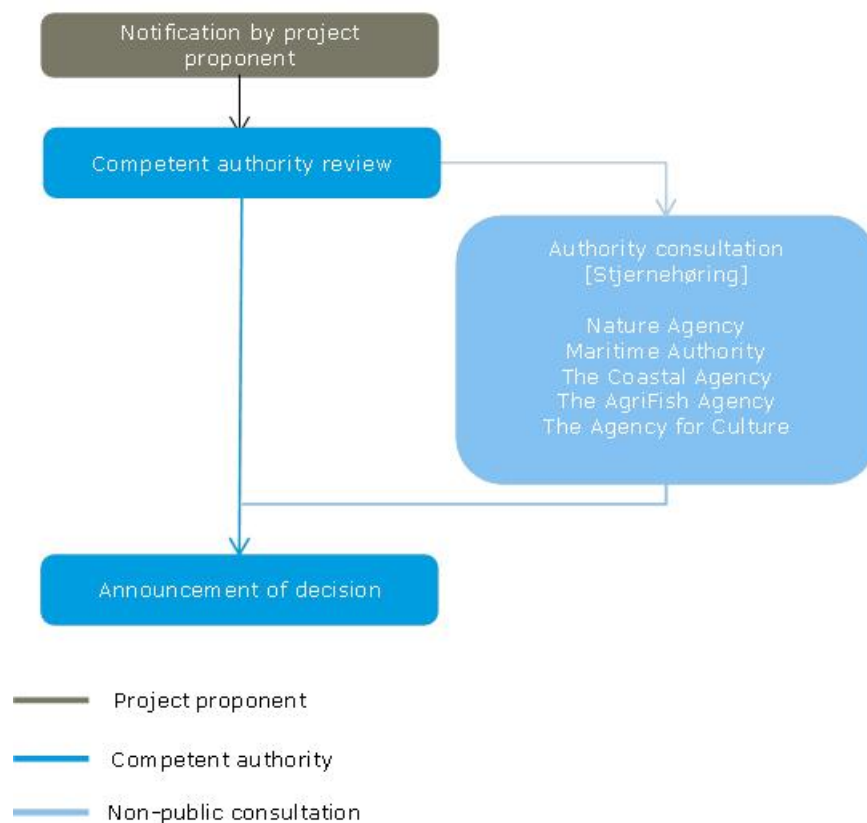 Notification by project
proponent
Competent authority review
Authority consultation
[Stjernehøring]
Nature Agency
Maritime Authority
The Coastal Agency
The AgriFish Agency
The Agency for Culture
Announcement of decision
Project proponent
Competent authority
Non-public consultation